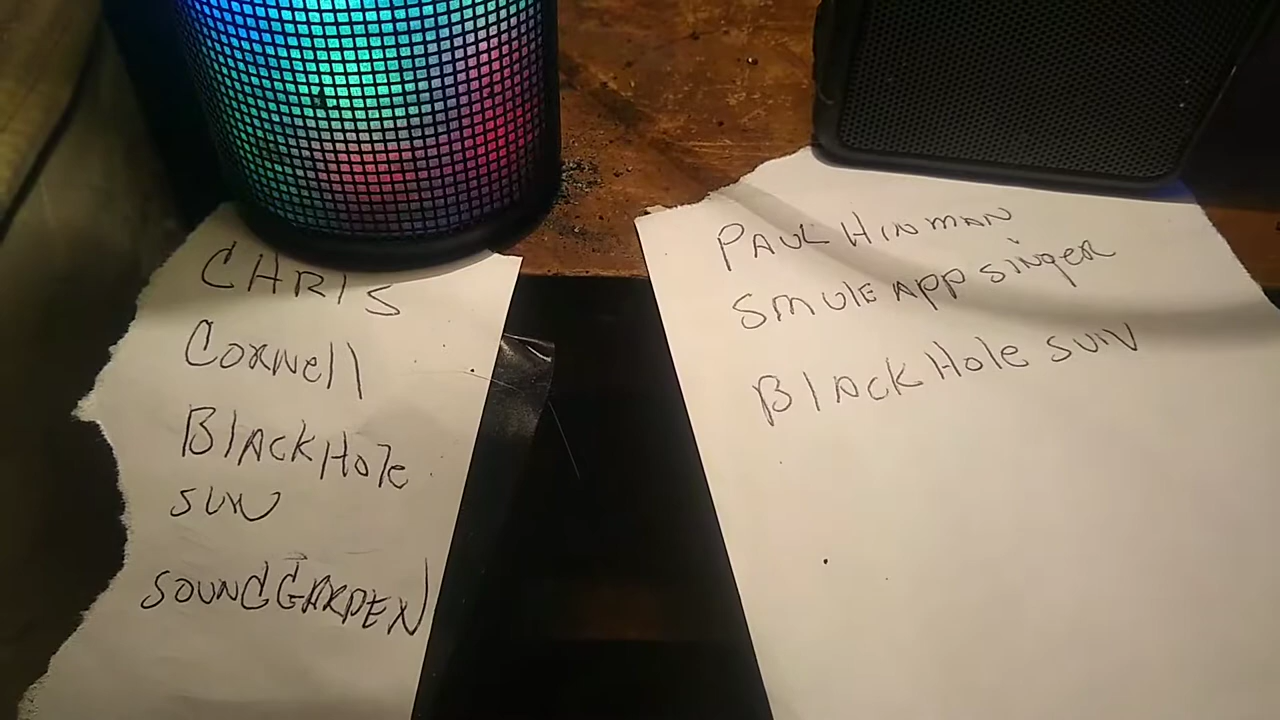 CHRIS
Cornell
Black Hole
SUN
SOUNDGARDEN
PAUL HINMAN
SMULE APP SINGER
Black Hole SUN